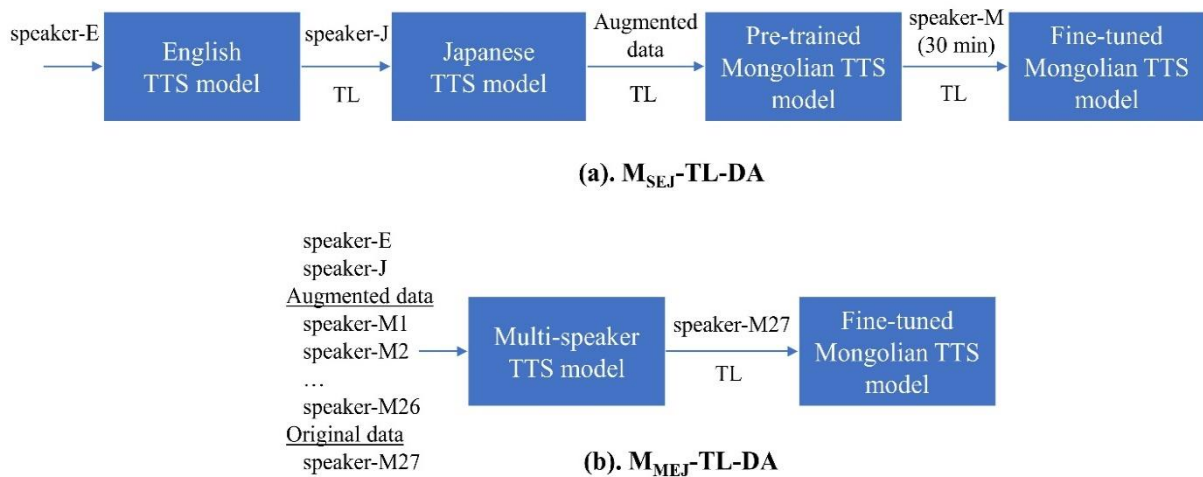 speaker-E
English
TTS model
speaker-J
TL
Japanese
TTS model
Augmented
data
TL
Pre-trained
Mongolian TTS
model
speaker-M
(30 min)
TL
Fine-tuned
Mongolian TTS
model
(a). MSEJ-TL-DA
speaker-E
speaker-J
Augmented data
speaker-M1
speaker-M2
…
speaker-M26
Original data
speaker-M27
Multi-speaker
TTS model
speaker-M27
TL
Fine-tuned
Mongolian TTS
model
(b). MMEJ-TL-DA